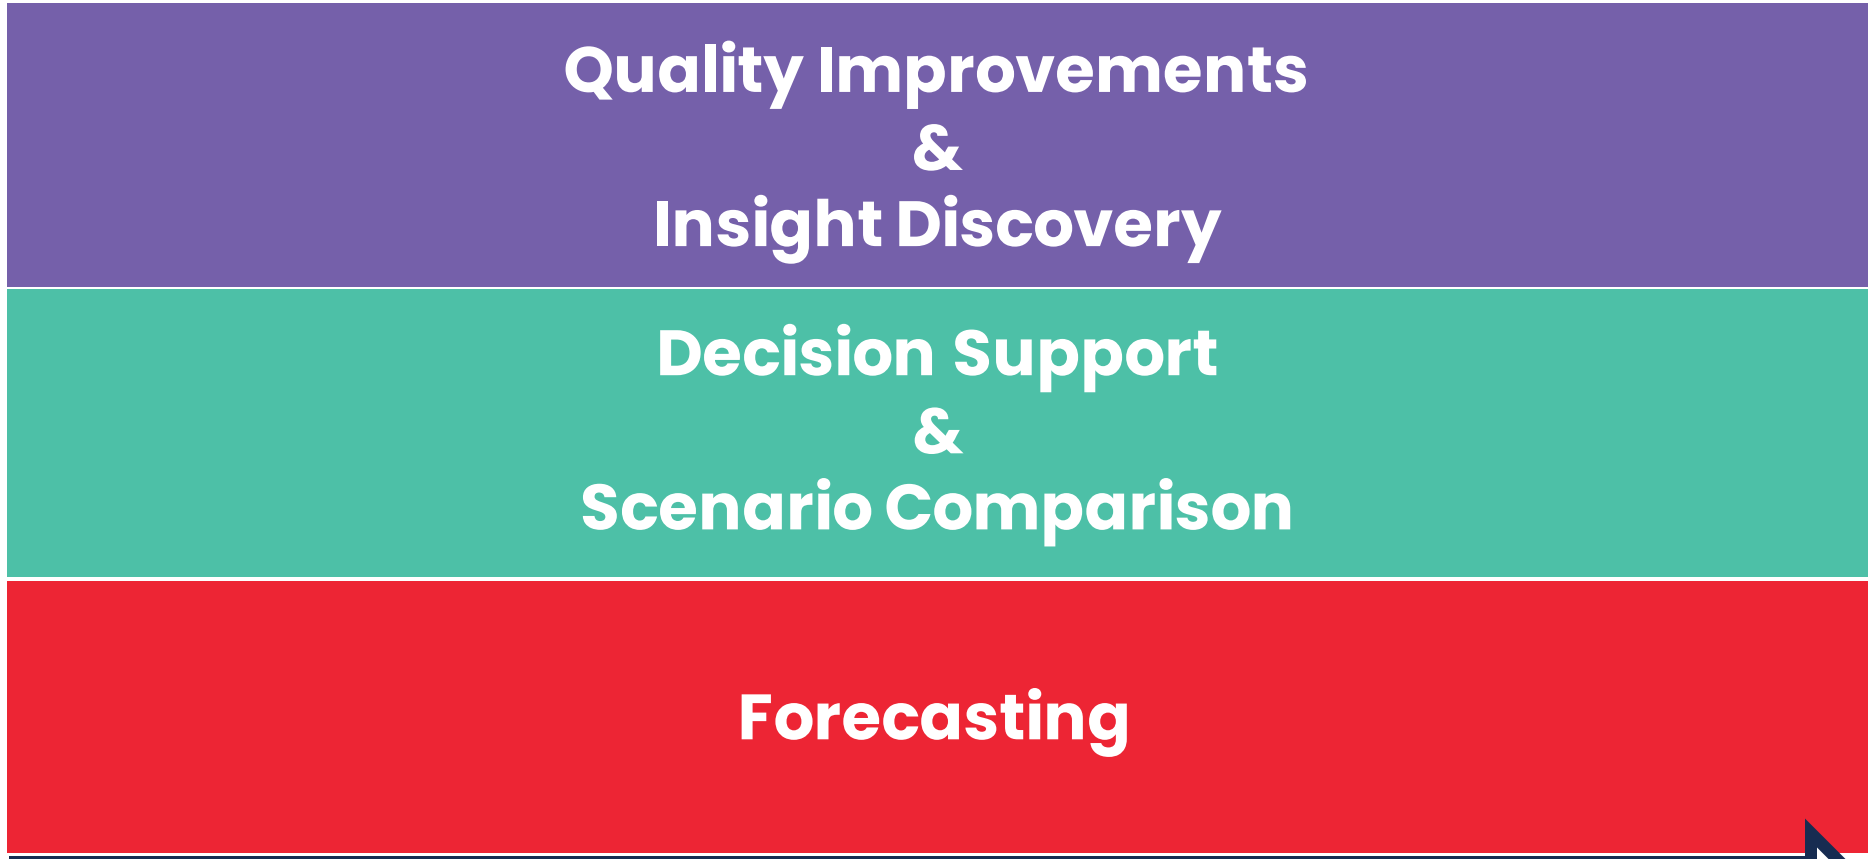 Quality Improvements
&
Insight Discovery
Decision Support
&
Scenario Comparison
Forecasting